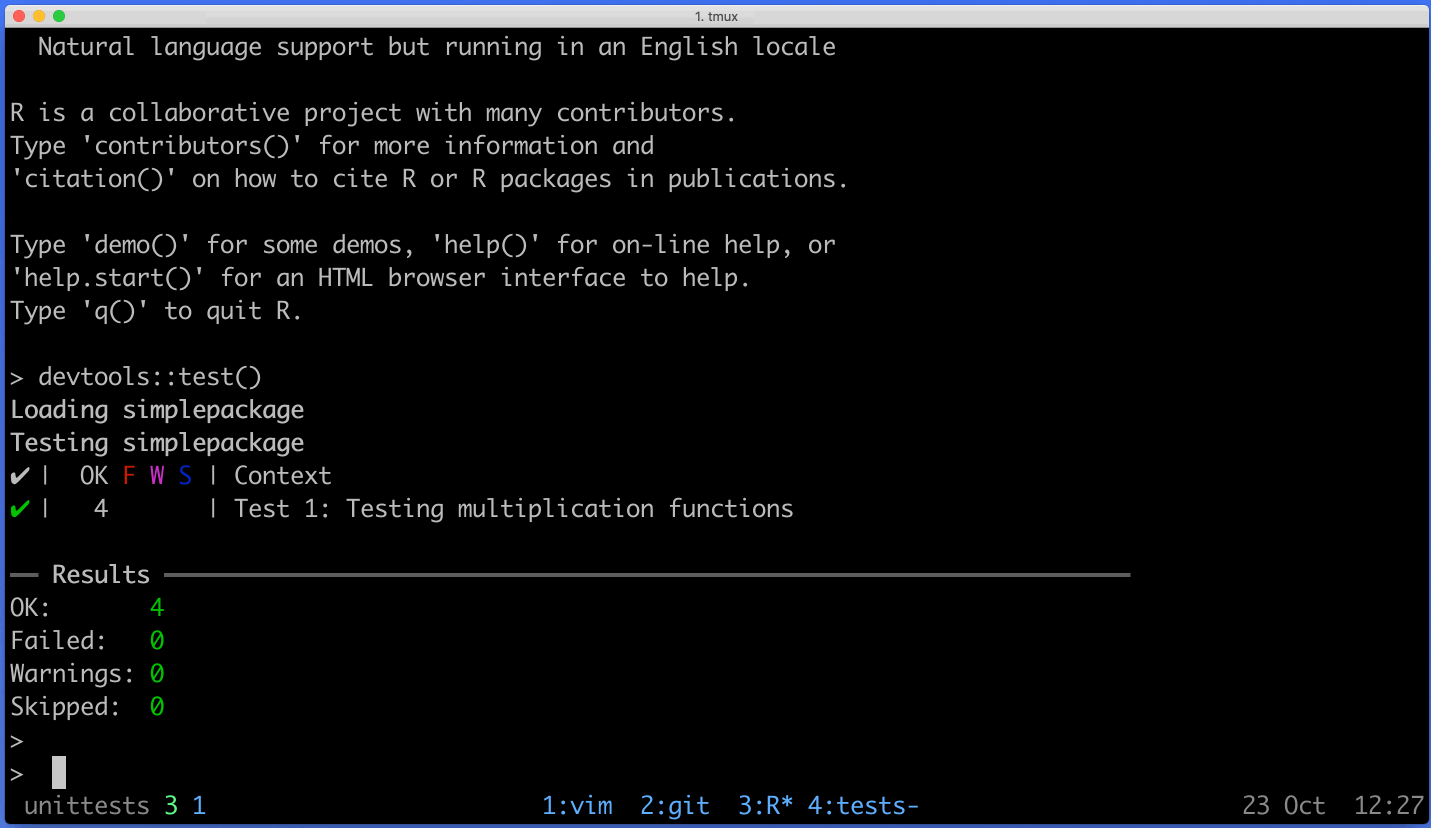 1. tmux
Natural language support but running in an English locale
R is a collaborative project with many contributors.
Type 'contributors()' for more information and
'citation()' on how to cite R or R packages in publications.
Type 'demo()' for some demos, 'help()' for on-line help, or
'help.start()' for an HTML browser interface to help.
Type 'q()' to quit R.
> devtools::test()
Loading simplepackage
Testing simplepackage
✔ | OK F W S | Context
✔ | 4 | Test 1: Testing multiplication functions
══ Results ═════════════════════════════════════════════════════════════════════
OK: 4
Failed: 0
Warnings: 0
Skipped: 0
>
>
unittests 3 1 1:vim 2:git 3:R* 4:tests- 23 Oct 12:27